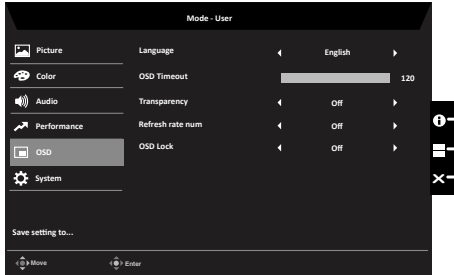 Mode - User
Picture
Language
English
Color
OSD Timeout
120
Audio
Transparency
Off
Performance
Refresh rate num
Off
OSD
OSD Lock
Off
System
Save setting to...
Move
Enter